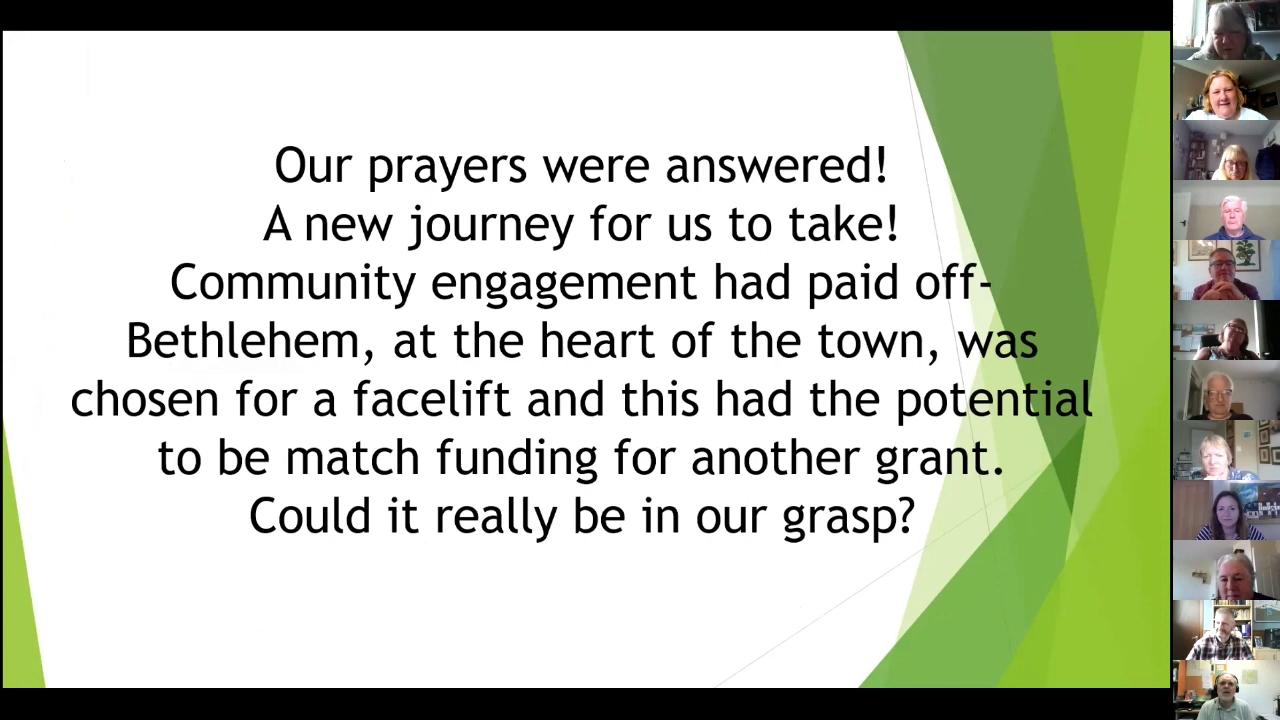 Our prayers were answered!
A new journey for us to take!
Community engagement had paid off-
Bethlehem, at the heart of the town, was
chosen for a facelift and this had the potential
to be match funding for another grant.
Could it really be in our grasp?